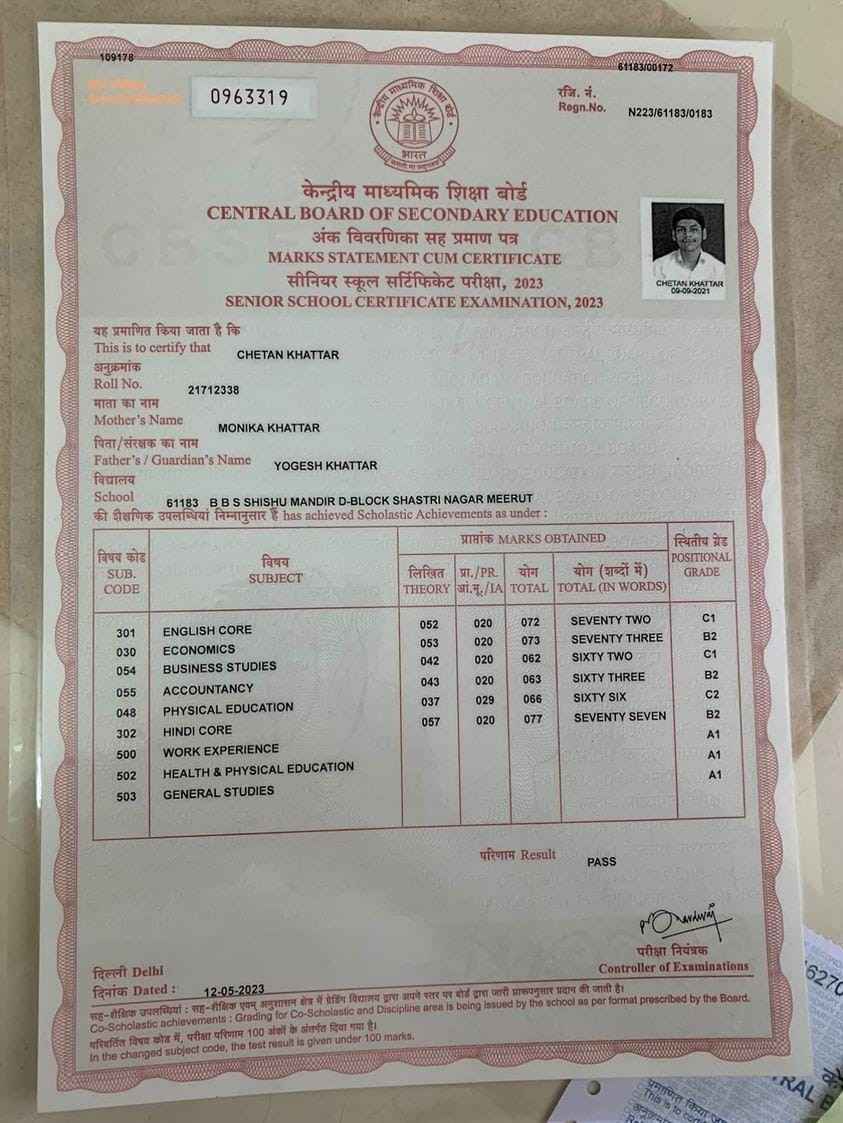 109178
61183/00172
0963319
रजि. नं.
Regn.No. N223/61183/0183
केन्द्रीय माध्यमिक शिक्षा बोर्ड
भारत
केन्द्रीय माध्यमिक शिक्षा बोर्ड
CENTRAL BOARD OF SECONDARY EDUCATION
अंक विवरणिका सह प्रमाण पत्र
MARKS STATEMENT CUM CERTIFICATE
सीनियर स्कूल सर्टिफिकेट परीक्षा, 2023
SENIOR SCHOOL CERTIFICATE EXAMINATION, 2023
CHETAN KHATTAR
09-09-2021
यह प्रमाणित किया जाता है कि
This is to certify that CHETAN KHATTAR
अनुक्रमांक
Roll No. 21712338
माता का नाम
Mother's Name MONIKA KHATTAR
पिता/संरक्षक का नाम
Father's / Guardian's Name YOGESH KHATTAR
विद्यालय
School 61183 B B S SHISHU MANDIR D-BLOCK SHASTRI NAGAR MEERUT
की शैक्षणिक उपलब्धियां निम्नानुसार हैं has achieved Scholastic Achievements as under :
विषय कोड SUB. CODE
विषय SUBJECT
प्राप्तांक MARKS OBTAINED
लिखित THEORY
प्रा./PR. आं.मू./IA
योग TOTAL
योग (शब्दों में) TOTAL (IN WORDS)
स्थितीय ग्रेड POSITIONAL GRADE
301 ENGLISH CORE 052 020 072 SEVENTY TWO C1
030 ECONOMICS 053 020 073 SEVENTY THREE B2
054 BUSINESS STUDIES 042 020 062 SIXTY TWO C1
055 ACCOUNTANCY 043 020 063 SIXTY THREE B2
048 PHYSICAL EDUCATION 037 029 066 SIXTY SIX C2
302 HINDI CORE 057 020 077 SEVENTY SEVEN B2
500 WORK EXPERIENCE A1
502 HEALTH & PHYSICAL EDUCATION A1
503 GENERAL STUDIES A1
परिणाम Result PASS
परीक्षा नियंत्रक
Controller of Examinations
दिल्ली Delhi
दिनांक Dated : 12-05-2023
सह-शैक्षिक उपलब्धियां : सह-शैक्षिक एवम् अनुशासन क्षेत्र में ग्रेडिंग विद्यालय द्वारा अपने स्तर पर बोर्ड द्वारा जारी प्रारूपनुसार प्रदान की जाती है।
Co-Scholastic achievements : Grading for Co-Scholastic and Discipline area is being issued by the school as per format prescribed by the Board.
परिवर्तित विषय कोड में, परीक्षा परिणाम 100 अंकों के अंतर्गत दिया गया है।
In the changed subject code, the test result is given under 100 marks.